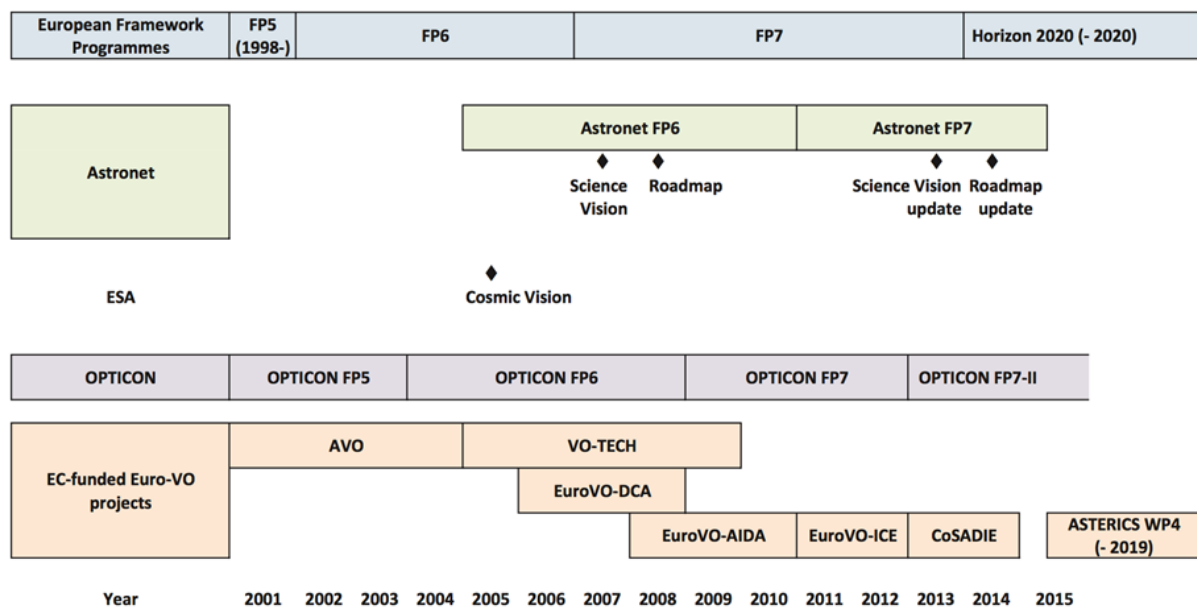 European Framework
Programmes
FP5
(1998-)
FP6
FP7
Horizon 2020 (- 2020)
Astronet
Astronet FP6
Astronet FP7
Science
Vision
Roadmap
Science Vision
update
Roadmap
update
ESA
Cosmic Vision
OPTICON
OPTICON FP5
OPTICON FP6
OPTICON FP7
OPTICON FP7-II
EC-funded Euro-VO
projects
AVO
VO-TECH
EuroVO-DCA
EuroVO-AIDA
EuroVO-ICE
CoSADIE
ASTERICS WP4
(- 2019)
Year 2001 2002 2003 2004 2005 2006 2007 2008 2009 2010 2011 2012 2013 2014 2015